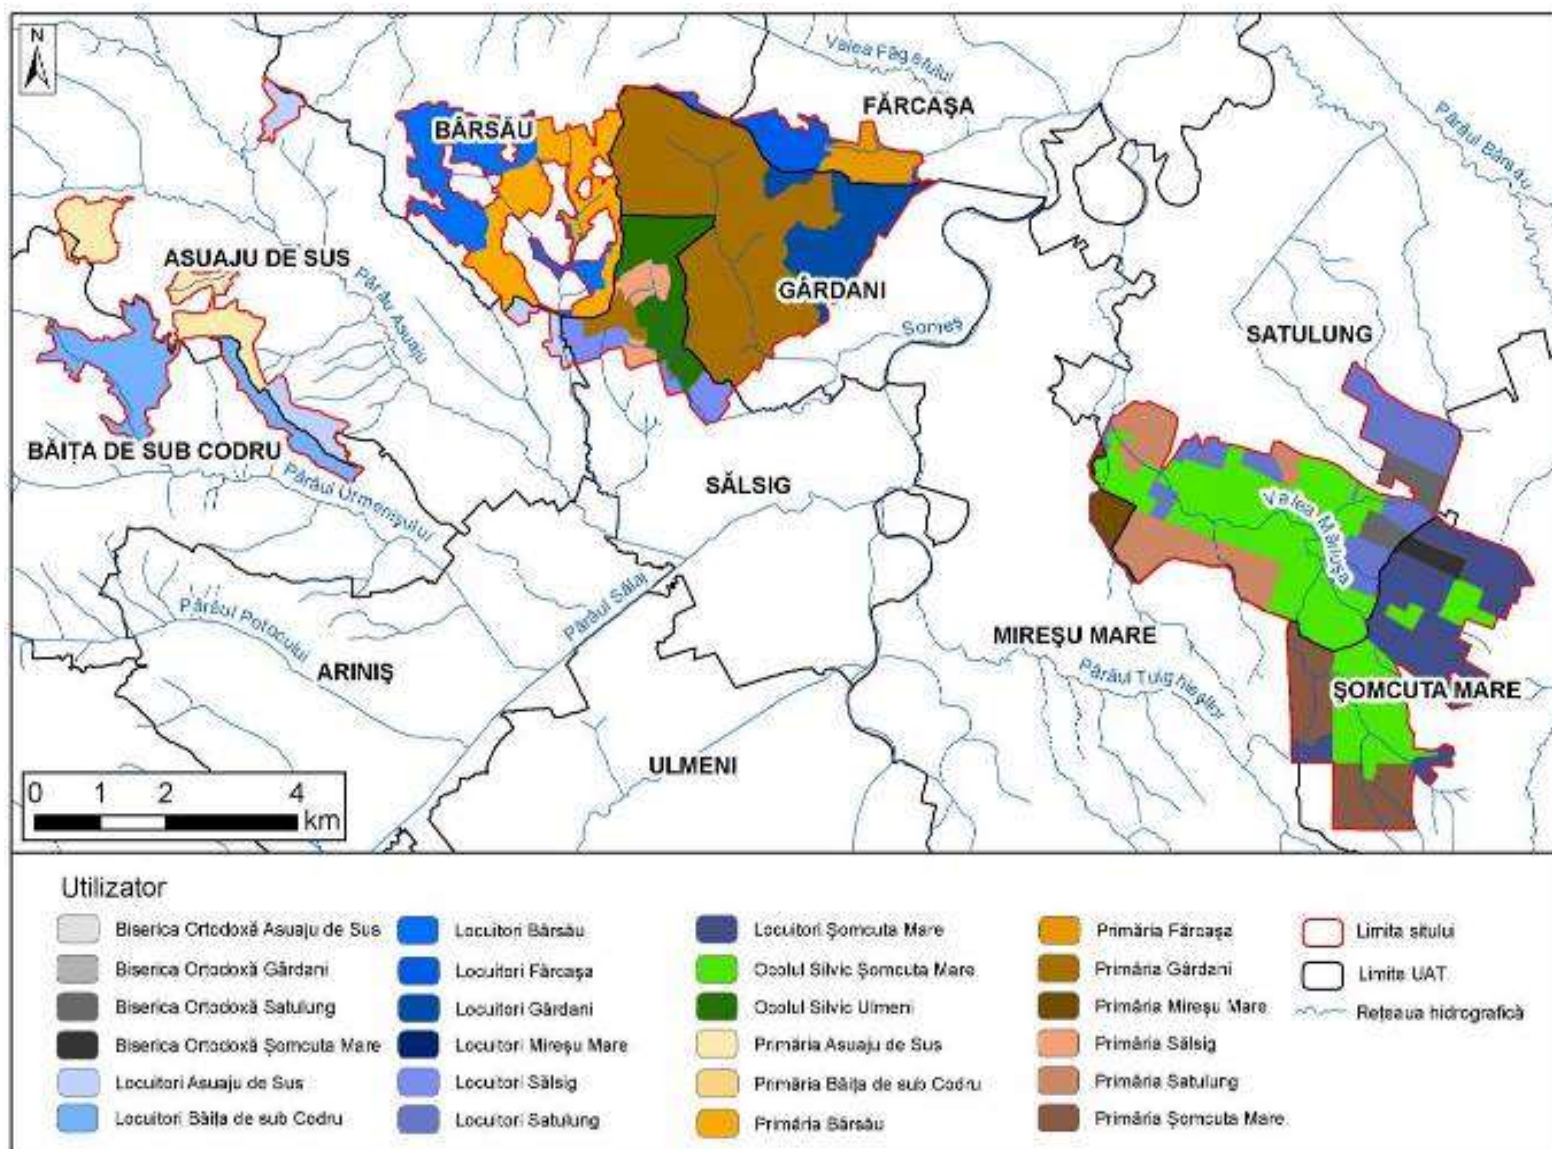 N
Valea Făgetului
FĂRCAȘA
BÂRSĂU
Pârâul Bârsău
ASUAJU DE SUS
Pârâu Asuaju
GÂRDANI
Someș
SATULUNG
BĂIȚA DE SUB CODRU
Pârâul Urmenișului
SĂLSIG
Valea Mărlușa
Pârâul Sălaj
Pârâul Potocului
ARINIȘ
MIREȘU MARE
Pârâul Tulghieșilor
ȘOMCUTA MARE
ULMENI
0 1 2 4
km
Utilizator
Biserica Ortodoxă Asuaju de Sus
Biserica Ortodoxă Gârdani
Biserica Ortodoxă Satulung
Biserica Ortodoxă Șomcuta Mare
Locuitori Asuaju de Sus
Locuitori Băița de sub Codru
Locuitori Bârsău
Locuitori Fărcașa
Locuitori Gârdani
Locuitori Mireșu Mare
Locuitori Sălsig
Locuitori Satulung
Locuitori Șomcuta Mare
Ocolul Silvic Șomcuta Mare
Ocolul Silvic Ulmeni
Primăria Asuaju de Sus
Primăria Băița de sub Codru
Primăria Bârsău
Primăria Fărcașa
Primăria Gârdani
Primăria Mireșu Mare
Primăria Sălsig
Primăria Satulung
Primăria Șomcuta Mare
Limita sitului
Limite UAT
Rețeaua hidrografică